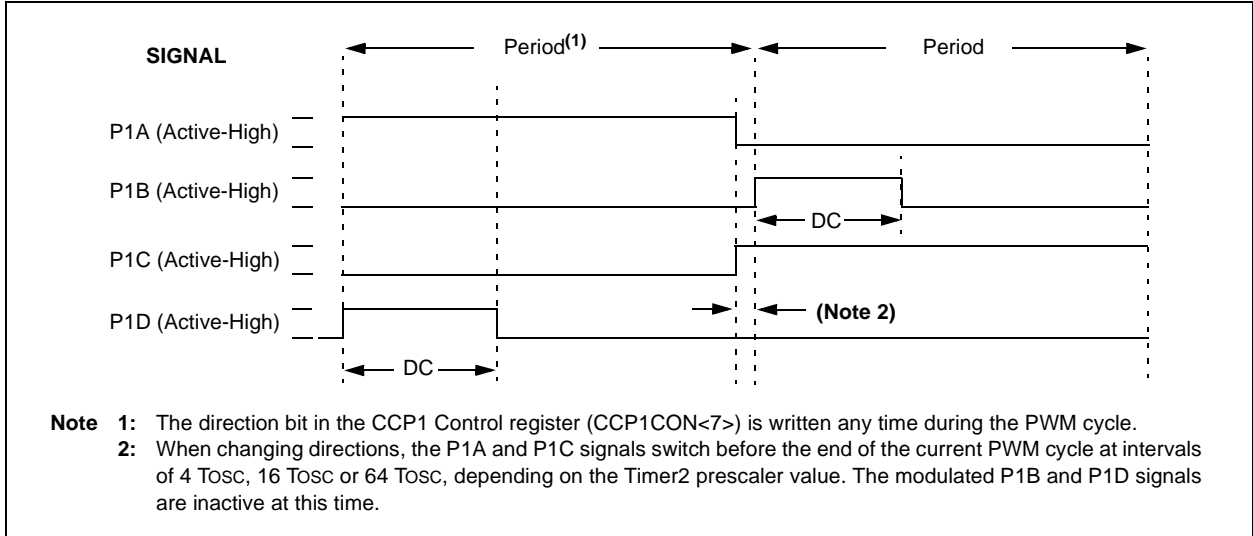 SIGNAL
Period(1)
Period
P1A (Active-High)
P1B (Active-High)
DC
P1C (Active-High)
P1D (Active-High)
(Note 2)
DC
Note 1: The direction bit in the CCP1 Control register (CCP1CON<7>) is written any time during the PWM cycle.
2: When changing directions, the P1A and P1C signals switch before the end of the current PWM cycle at intervals
of 4 TOSC, 16 TOSC or 64 TOSC, depending on the Timer2 prescaler value. The modulated P1B and P1D signals
are inactive at this time.